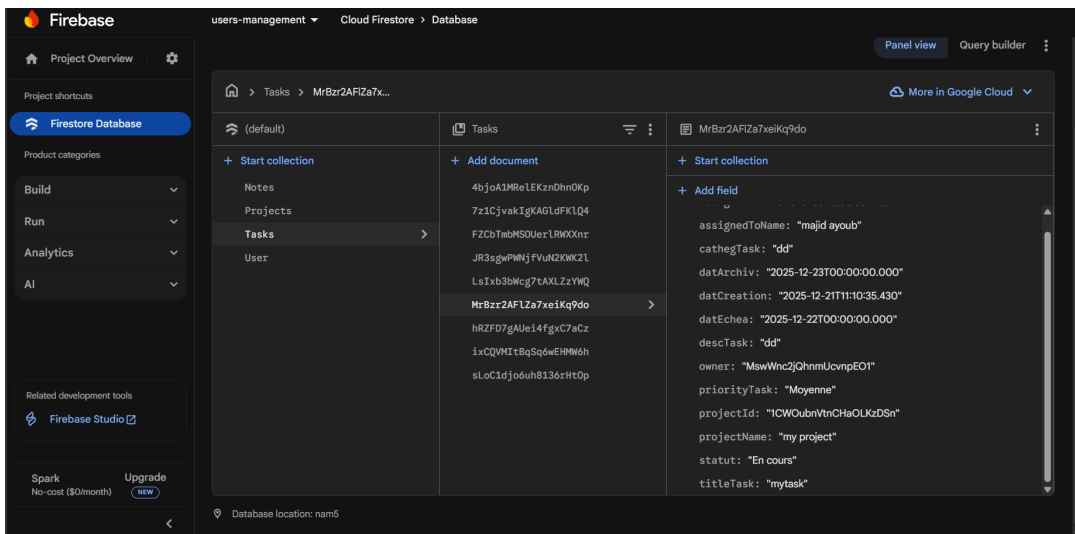 Firebase
users-management
Cloud Firestore > Database
Project Overview
Panel view
Query builder
Project shortcuts
Firestore Database
Product categories
Build
Run
Analytics
AI
Related development tools
Firebase Studio
Spark
No-cost ($0/month)
Upgrade
NEW
Tasks > MrBzr2AFlZa7x...
More in Google Cloud
(default)
Start collection
Notes
Projects
Tasks
User
Tasks
Add document
4bjoA1MRelEKznDhnOKp
7z1CjvakIgKAGldFKlQ4
FZCbTmbMSOUerlRWXXnr
JR3sgwPWNjfVuN2KWK2l
LsIxb3bWcg7tAXLZzYWQ
MrBzr2AFlZa7xeiKq9do
hRZFD7gAUei4fgxC7aCz
ixCQVMItBqSq6wEHMW6h
sLoC1djo6uh8136rHtOp
MrBzr2AFlZa7xeiKq9do
Start collection
Add field
assignedToName: "majid ayoub"
cathegTask: "dd"
datArchiv: "2025-12-23T00:00:00.000"
datCreation: "2025-12-21T11:10:35.430"
datEchea: "2025-12-22T00:00:00.000"
descTask: "dd"
owner: "MswWnc2jQhnmUcvnpEO1"
priorityTask: "Moyenne"
projectId: "1CWOubnVtnCHaOLKzDSn"
projectName: "my project"
statut: "En cours"
titleTask: "mytask"
Database location: nam5